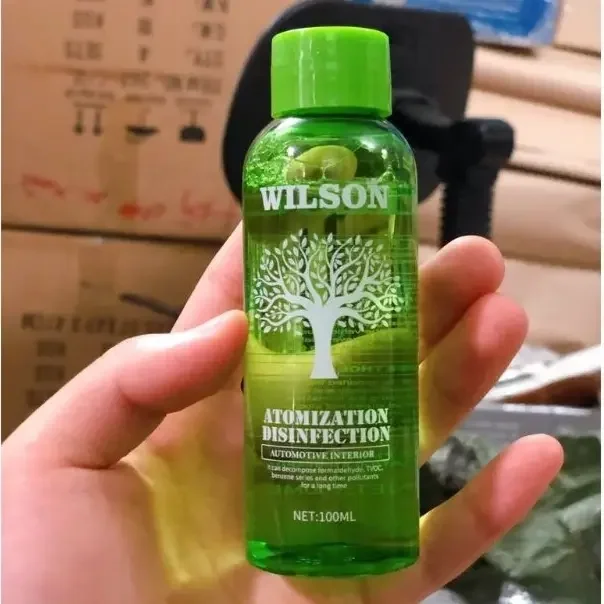 WILSON
ATOMIZATION
DISINFECTION
AUTOMOTIVE INTERIOR
It can decompose formaldehyde, TVOC,
benzene series and other pollutants
for a long time
NET:100ML